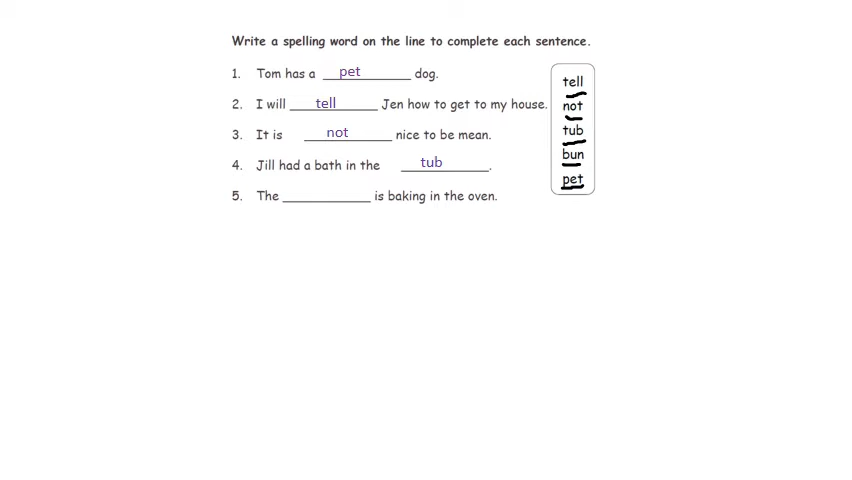 Write a spelling word on the line to complete each sentence.
1. Tom has a pet dog.
2. I will tell Jen how to get to my house.
3. It is not nice to be mean.
4. Jill had a bath in the tub.
5. The ____________ is baking in the oven.
tell
not
tub
bun
pet